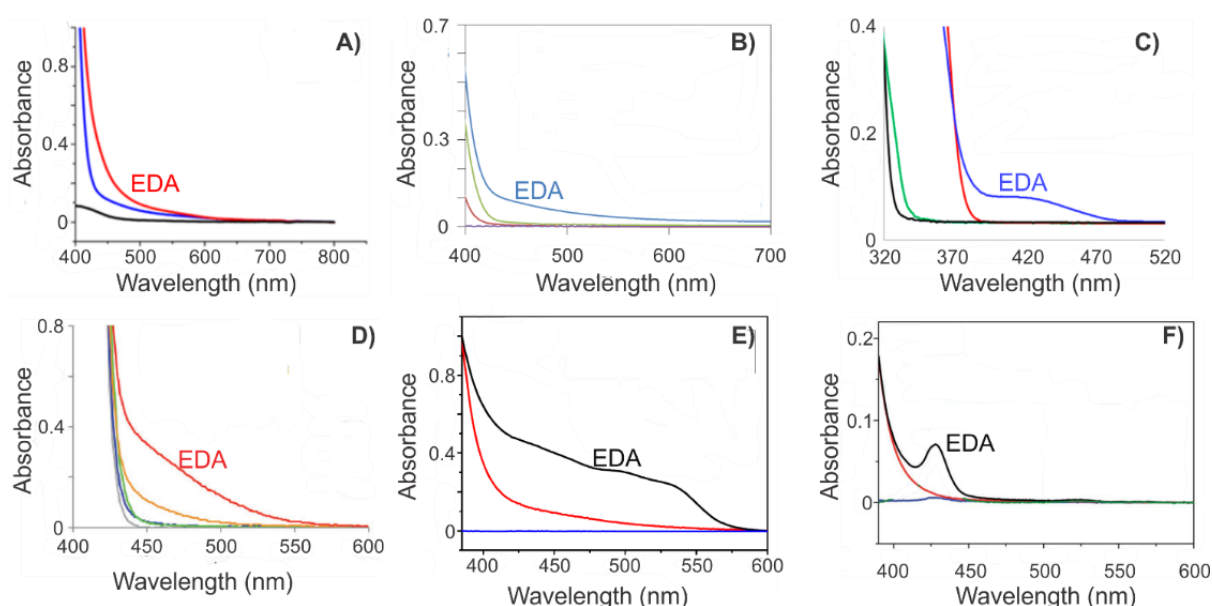 A)
Absorbance
0.8
0.4
0
EDA
400 500 600 700 800
Wavelength (nm)
B)
Absorbance
0.7
0.3
0
EDA
400 500 600 700
Wavelength (nm)
C)
Absorbance
0.4
0.2
0
EDA
320 370 420 470 520
Wavelength (nm)
D)
Absorbance
0.8
0.4
0
EDA
400 450 500 550 600
Wavelength (nm)
E)
Absorbance
0.8
0.4
0
EDA
400 450 500 550 600
Wavelength (nm)
F)
Absorbance
0.2
0.1
0
EDA
400 450 500 550 600
Wavelength (nm)